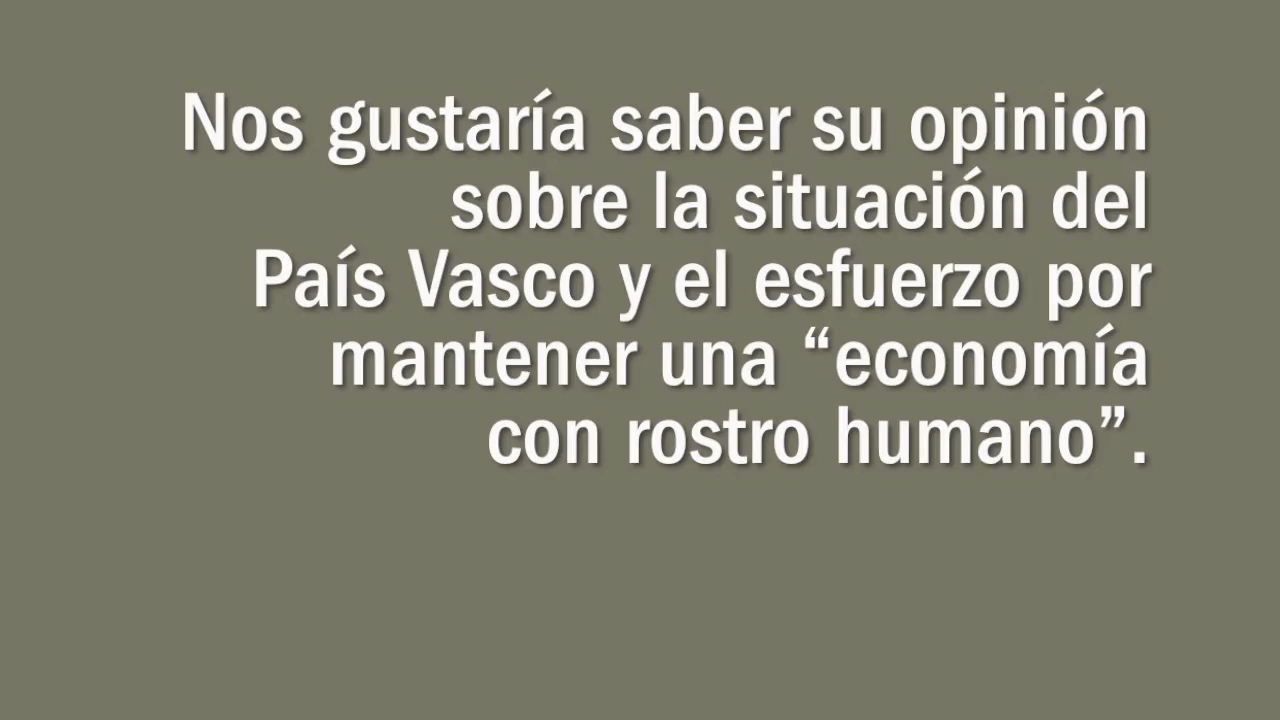 Nos gustaría saber su opinión
sobre la situación del
País Vasco y el esfuerzo por
mantener una “economía
con rostro humano”.